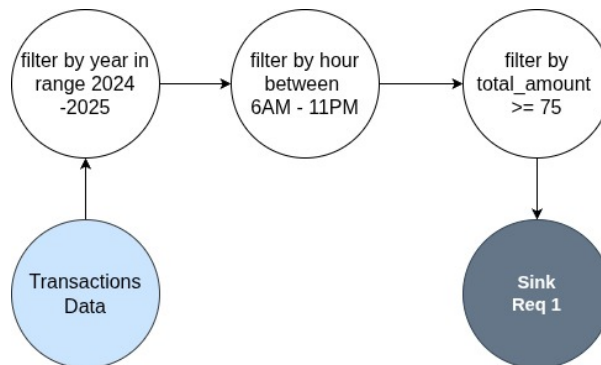 filter by year in
range 2024
-2025
filter by hour
between
6AM - 11PM
filter by
total_amount
>= 75
Transactions
Data
Sink
Req 1